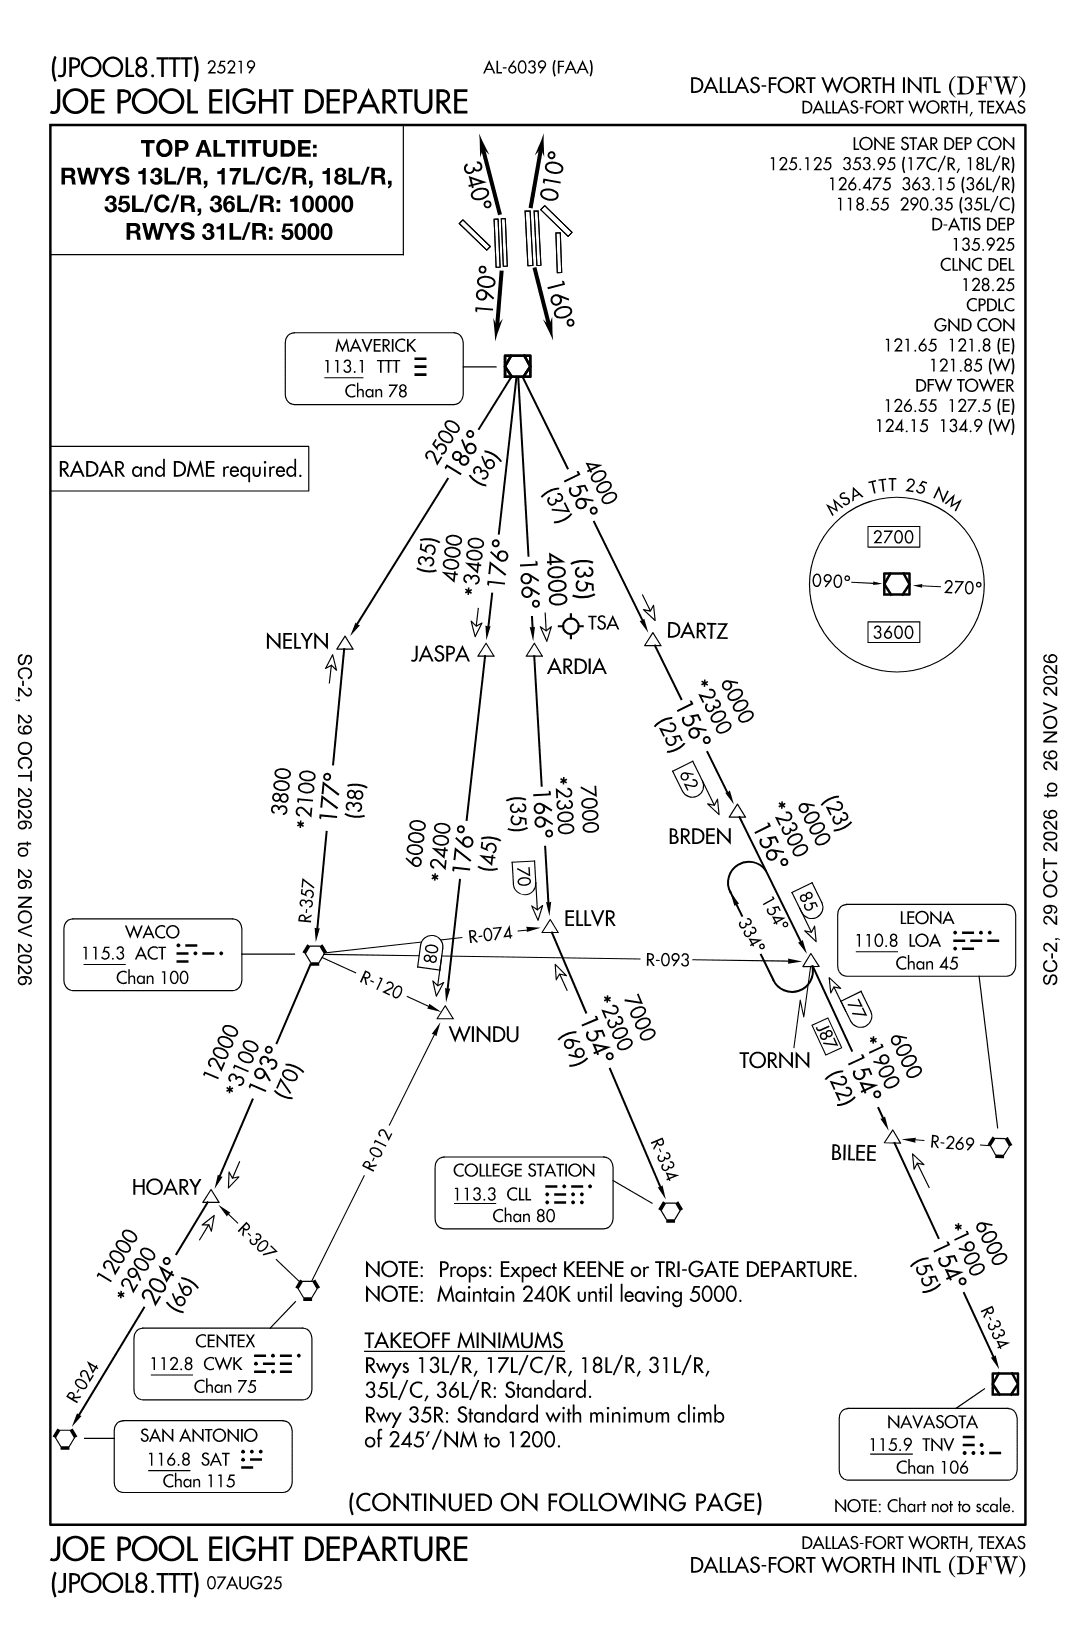 (JPOOL8.TTT) 25219
AL-6039 (FAA)
JOE POOL EIGHT DEPARTURE
DALLAS-FORT WORTH INTL (DFW)
DALLAS-FORT WORTH, TEXAS
TOP ALTITUDE:
RWYS 13L/R, 17L/C/R, 18L/R,
35L/C/R, 36L/R: 10000
RWYS 31L/R: 5000
340°
010°
190°
160°
LONE STAR DEP CON
125.125 353.95 (17C/R, 18L/R)
126.475 363.15 (36L/R)
118.55 290.35 (35L/C)
D-ATIS DEP
135.925
CLNC DEL
128.25
CPDLC
GND CON
121.65 121.8 (E)
121.85 (W)
DFW TOWER
126.55 127.5 (E)
124.15 134.9 (W)
MAVERICK
113.1 TTT
Chan 78
RADAR and DME required.
2500
186°
(36)
(35)
4000
*3400
176°
166°
4000
(35)
4000
156°
(37)
MSA TTT 25 NM
2700
090°
270°
3600
TSA
NELYN
JASPA
ARDIA
DARTZ
6000
*2300
156°
(25)
62
BRDEN
3800
*2100
177°
(38)
R-357
6000
*2400
176°
(45)
80
7000
*2300
166°
(35)
70
ELLVR
(23)
6000
*2300
156°
85
154°
334°
WACO
115.3 ACT
Chan 100
R-074
R-093
R-120
WINDU
TORNN
LEONA
110.8 LOA
Chan 45
77
J87
6000
*1900
154°
(22)
BILEE
R-269
12000
*3100
193°
(70)
7000
*2300
154°
(69)
R-334
R-012
HOARY
R-307
COLLEGE STATION
113.3 CLL
Chan 80
12000
*2900
204°
(66)
R-024
6000
*1900
154°
(55)
R-334
NOTE: Props: Expect KEENE or TRI-GATE DEPARTURE.
NOTE: Maintain 240K until leaving 5000.
CENTEX
112.8 CWK
Chan 75
TAKEOFF MINIMUMS
Rwys 13L/R, 17L/C/R, 18L/R, 31L/R,
35L/C, 36L/R: Standard.
Rwy 35R: Standard with minimum climb
of 245'/NM to 1200.
SAN ANTONIO
116.8 SAT
Chan 115
NAVASOTA
115.9 TNV
Chan 106
(CONTINUED ON FOLLOWING PAGE)
NOTE: Chart not to scale.
SC-2, 29 OCT 2026 to 26 NOV 2026
SC-2, 29 OCT 2026 to 26 NOV 2026
JOE POOL EIGHT DEPARTURE
(JPOOL8.TTT) 07AUG25
DALLAS-FORT WORTH, TEXAS
DALLAS-FORT WORTH INTL (DFW)